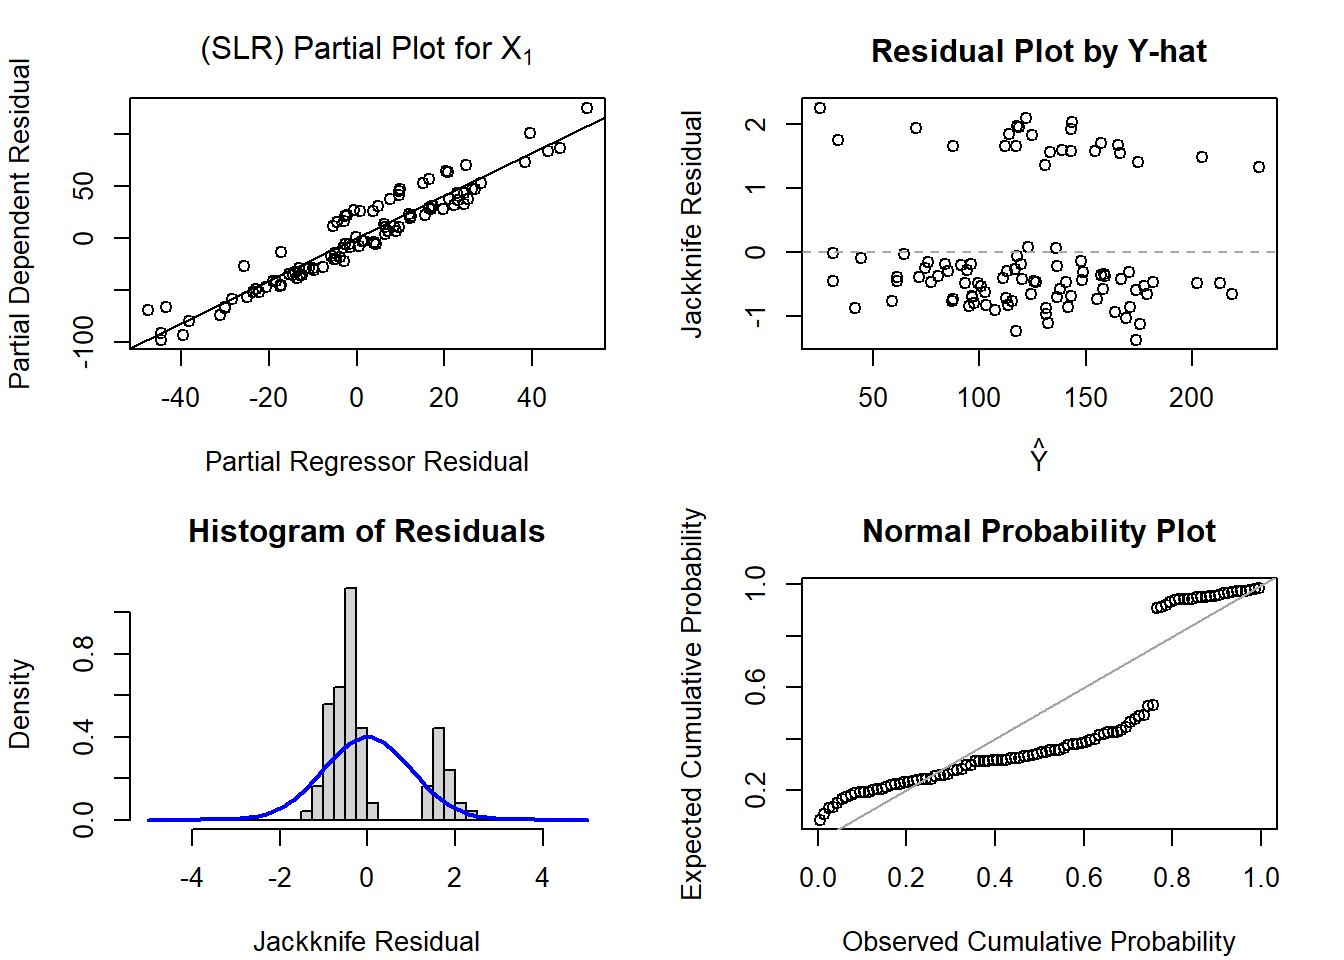 (SLR) Partial Plot for X1
Partial Dependent Residual
50
0
-100
-40 -20 0 20 40
Partial Regressor Residual
Residual Plot by Y-hat
Jackknife Residual
2
1
0
-1
50 100 150 200
Ŷ
Histogram of Residuals
Density
0.8
0.4
0.0
-4 -2 0 2 4
Jackknife Residual
Normal Probability Plot
Expected Cumulative Probability
1.0
0.6
0.2
0.0 0.2 0.4 0.6 0.8 1.0
Observed Cumulative Probability